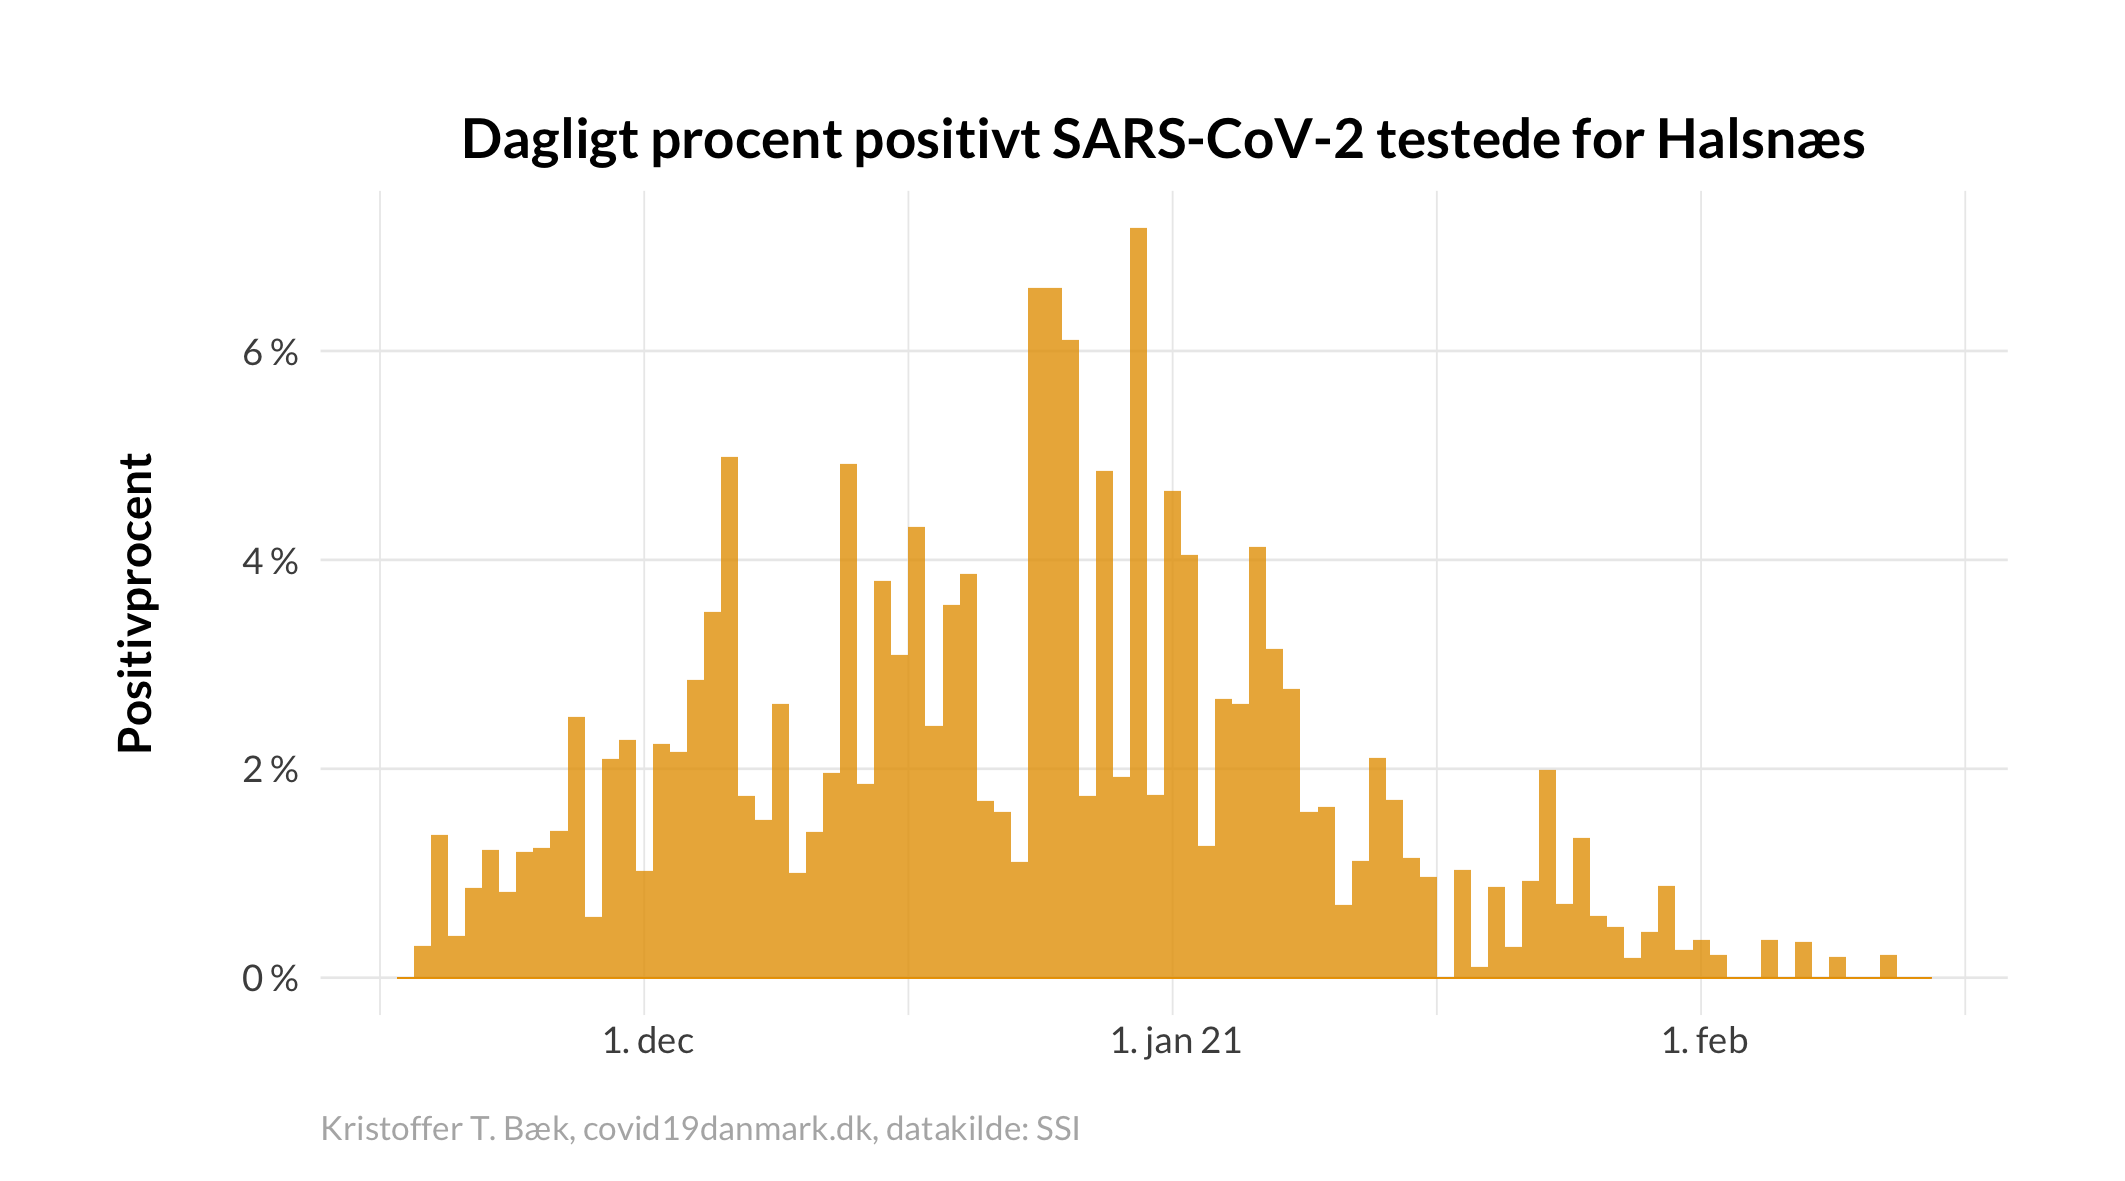 Dagligt procent positivt SARS-CoV-2 testede for Halsnæs
Positivprocent
6 %
4 %
2 %
0 %
1. dec
1. jan 21
1. feb
Kristoffer T. Bæk, covid19danmark.dk, datakilde: SSI